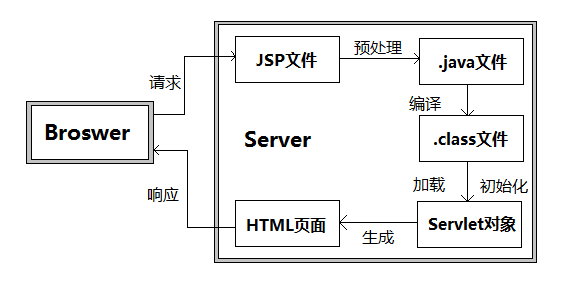 JSP文件
预处理
.java文件
请求
编译
Broswer
Server
.class文件
加载
初始化
响应
HTML页面
生成
Servlet对象